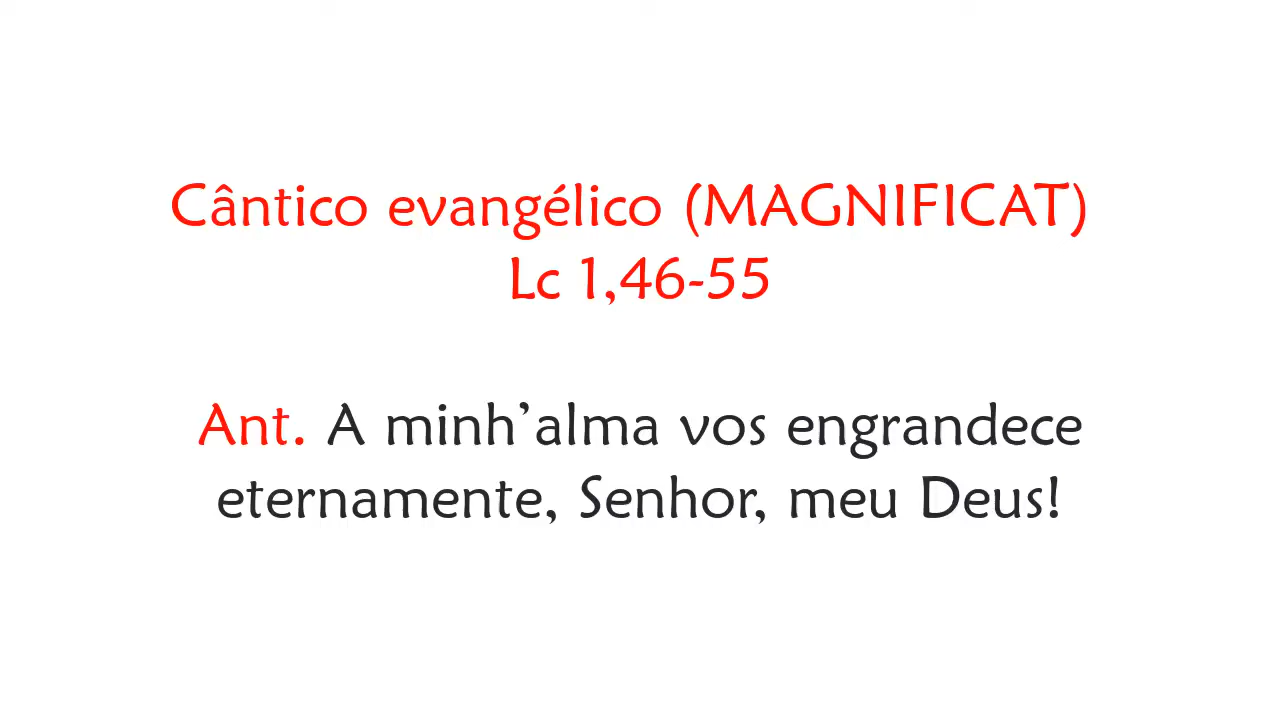 Cântico evangélico (MAGNIFICAT)
Lc 1,46-55
Ant. A minh’alma vos engrandece
eternamente, Senhor, meu Deus!